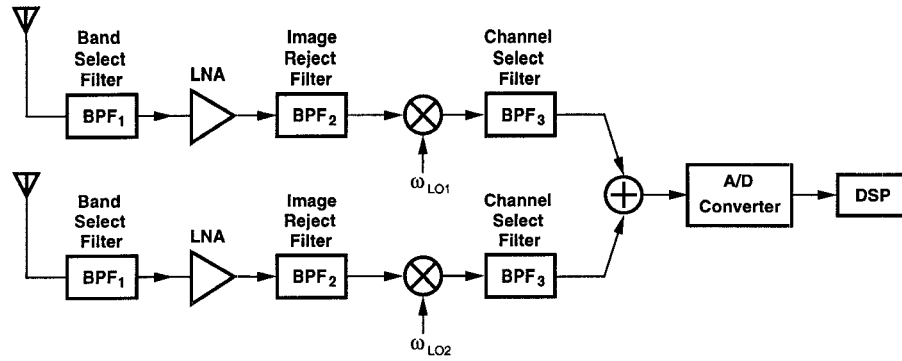 Band
Select
Filter
BPF1
LNA
Image
Reject
Filter
BPF2
ωLO1
Channel
Select
Filter
BPF3
Band
Select
Filter
BPF1
LNA
Image
Reject
Filter
BPF2
ωLO2
Channel
Select
Filter
BPF3
A/D
Converter
DSP